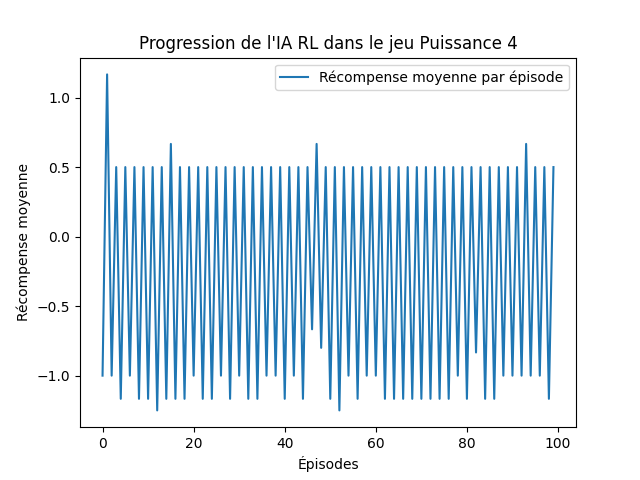 Progression de l'IA RL dans le jeu Puissance 4
Récompense moyenne par épisode
1.0
0.5
0.0
−0.5
−1.0
Récompense moyenne
0 20 40 60 80 100
Épisodes